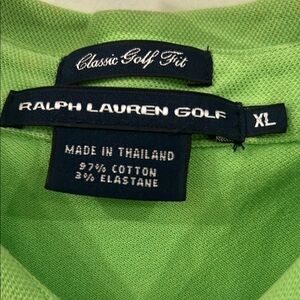 Classic Golf Fit
RALPH LAUREN GOLF
XL
MADE IN THAILAND
97% COTTON
3% ELASTANE